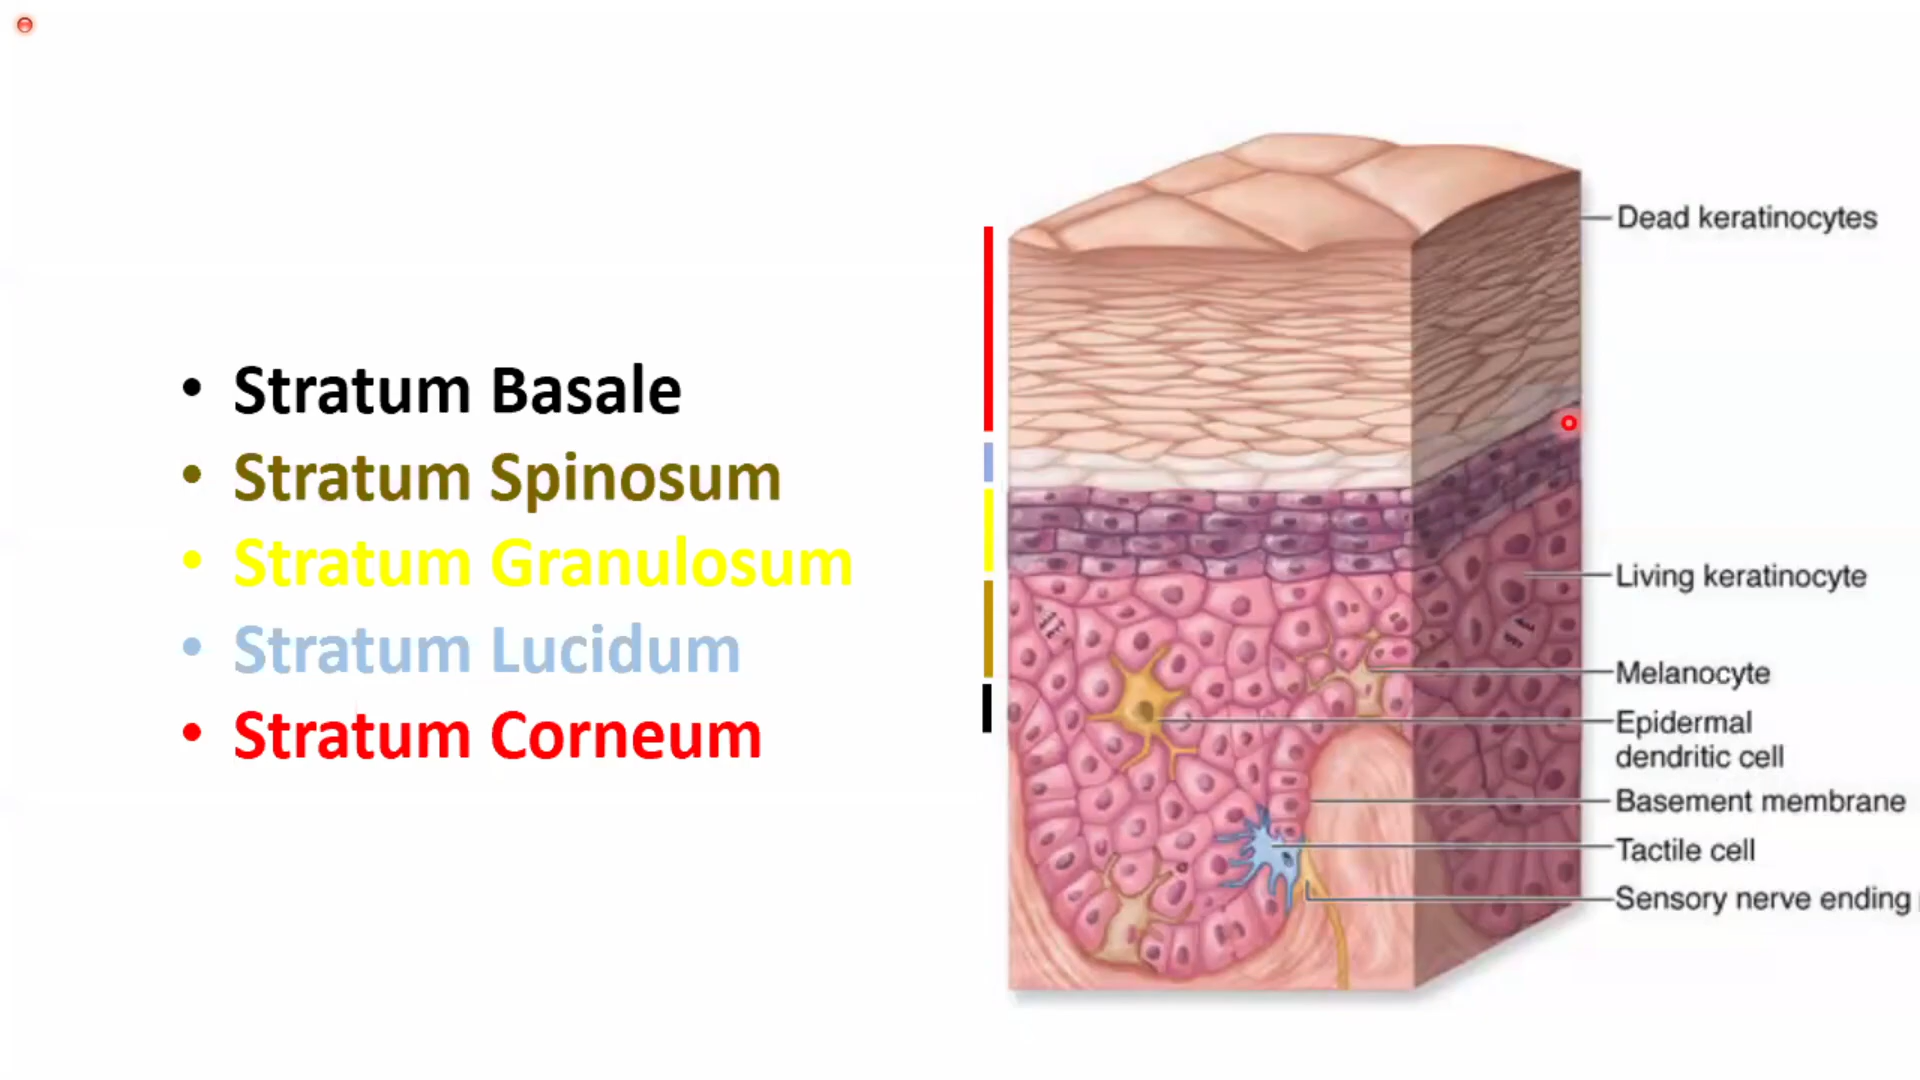 • Stratum Basale
• Stratum Spinosum
• Stratum Granulosum
• Stratum Lucidum
• Stratum Corneum
Dead keratinocytes
Living keratinocyte
Melanocyte
Epidermal
dendritic cell
Basement membrane
Tactile cell
Sensory nerve ending